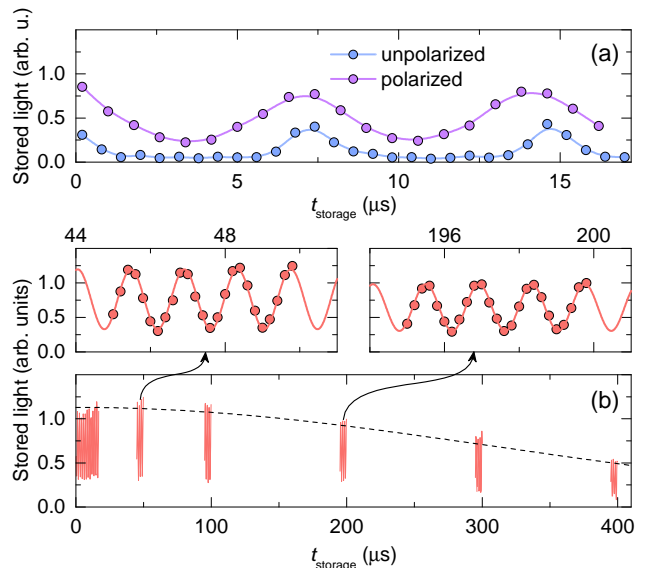 Stored light (arb. u.)
1.0
0.5
0.0
unpolarized
polarized
(a)
0 5 10 15
t storage (μs)
44 48
196 200
Stored light (arb. units)
1.0
0.5
0.0
1.0
0.5
0.0
(b)
0 100 200 300 400
t storage (μs)